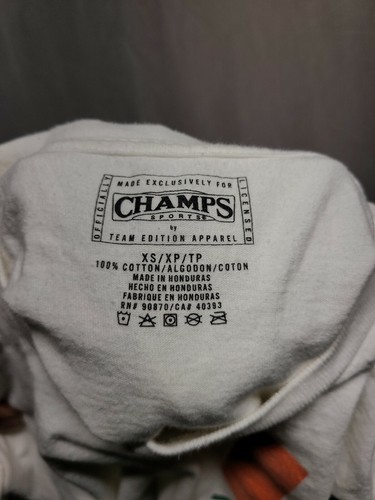 OFFICIALLY
MADE EXCLUSIVELY FOR
CHAMPS
SPORTS
by
TEAM EDITION APPAREL
LICENSED
XS/XP/TP
100% COTTON/ALGODON/COTON
MADE IN HONDURAS
HECHO EN HONDURAS
FABRIQUE EN HONDURAS
RN# 90870/CA# 40393